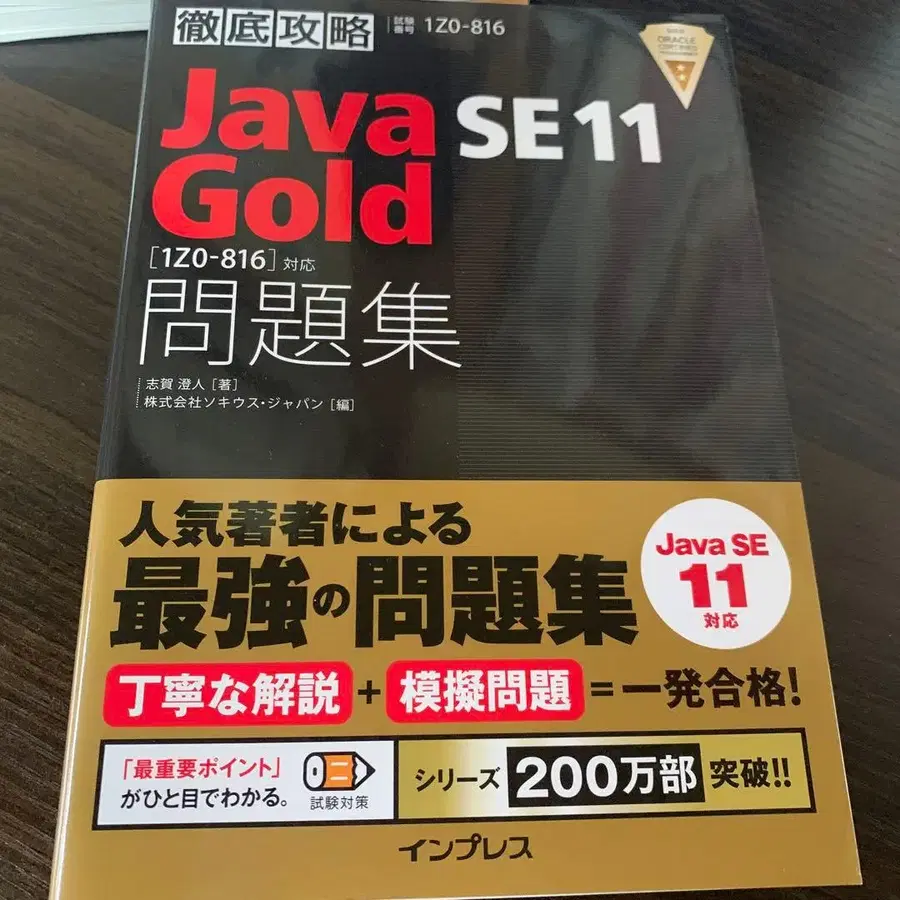 徹底攻略 試験番号 1Z0-816
ORACLE
Java SE 11
Gold
[1Z0-816] 対応
問題集
志賀 澄人 [著]
株式会社ソキウス・ジャパン [編]
人気著者による
最強の問題集
Java SE
11
対応
丁寧な解説 + 模擬問題 = 一発合格!
「最重要ポイント」
がひと目でわかる。
試験対策
シリーズ 200万部 突破!!
インプレス